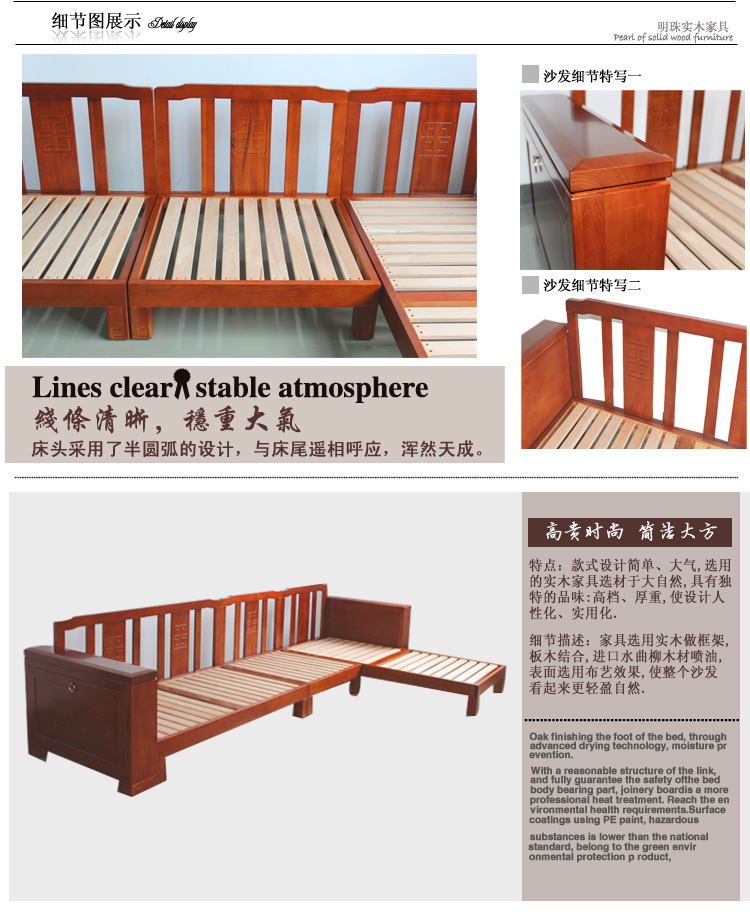 细节图展示 Detail display
明珠实木家具
Pearl of solid wood furniture
沙发细节特写一
沙发细节特写二
Lines clear stable atmosphere
綫條清晰，穩重大氣
床头采用了半圆弧的设计，与床尾遥相呼应，浑然天成。
高贵时尚 简洁大方
特点：款式设计简单、大气,选用
的实木家具选材于大自然,具有独
特的品味:高档、厚重,使设计人
性化、实用化.
细节描述：家具选用实木做框架,
板木结合,进口水曲柳木材喷油,
表面选用布艺效果,使整个沙发
看起来更轻盈自然.
Oak finishing the foot of the bed, through
advanced drying technology, moisture pr
evention.
With a reasonable structure of the link,
and fully guarantee the safety ofthe bed
body bearing part, joinery boardis a more
professional heat treatment. Reach the en
vironmental health requirements.Surface
coatings using PE paint, hazardous
substances is lower than the national
standard, belong to the green envir
onmental protection p roduct,